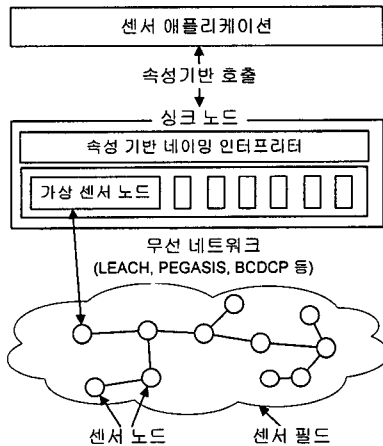 센서 애플리케이션
속성기반 호출
싱크 노드
속성 기반 네이밍 인터프리터
가상 센서 노드
무선 네트워크
(LEACH, PEGASIS, BCDCP 등)
센서 노드
센서 필드